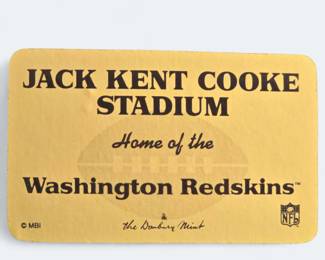 JACK KENT COOKE
STADIUM
Home of the
Washington Redskins™
© MBI
the Danbury Mint
NFL